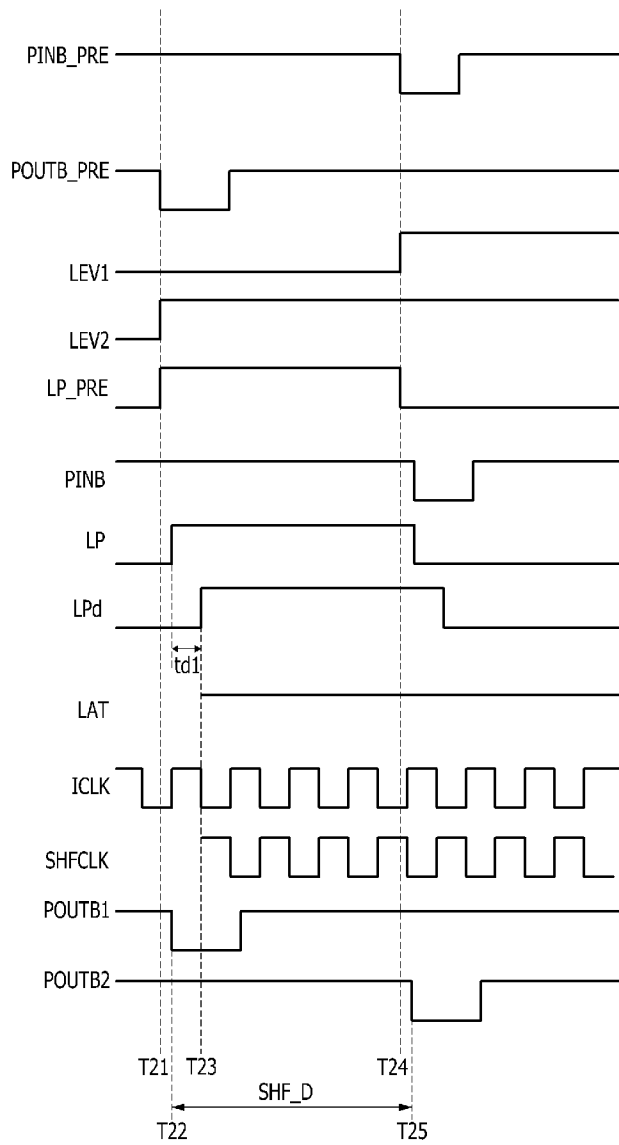 PINB_PRE
POUTB_PRE
LEV1
LEV2
LP_PRE
PINB
LP
LPd
td1
LAT
ICLK
SHFCLK
POUTB1
POUTB2
T21 T23 T24
SHF_D
T22 T25